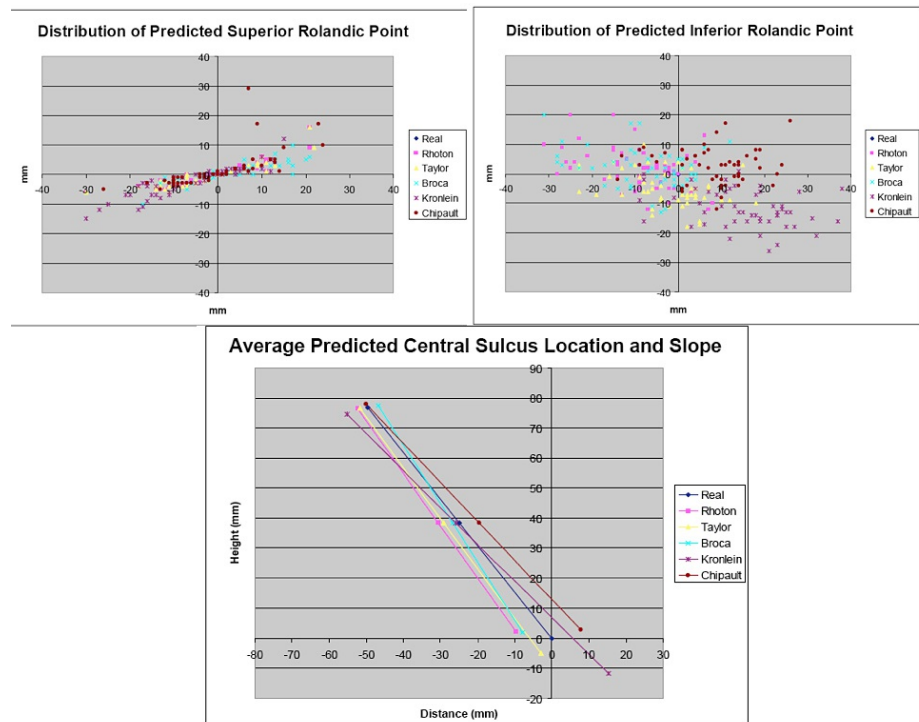 Distribution of Predicted Superior Rolandic Point
40
30
20
10
0
-40 -30 -20 -10 0 10 20 30 40
-10
-20
-30
-40
mm
mm
Real
Rhoton
Taylor
Broca
Kronlein
Chipault
Distribution of Predicted Inferior Rolandic Point
40
30
20
10
0
-40 -30 -20 -10 0 10 20 30 40
-10
-20
-30
-40
mm
mm
Real
Rhoton
Taylor
Broca
Kronlein
Chipault
Average Predicted Central Sulcus Location and Slope
90
80
70
60
50
40
30
20
10
0
-10
-20
-80 -70 -60 -50 -40 -30 -20 -10 0 10 20 30
Height (mm)
Distance (mm)
Real
Rhoton
Taylor
Broca
Kronlein
Chipault